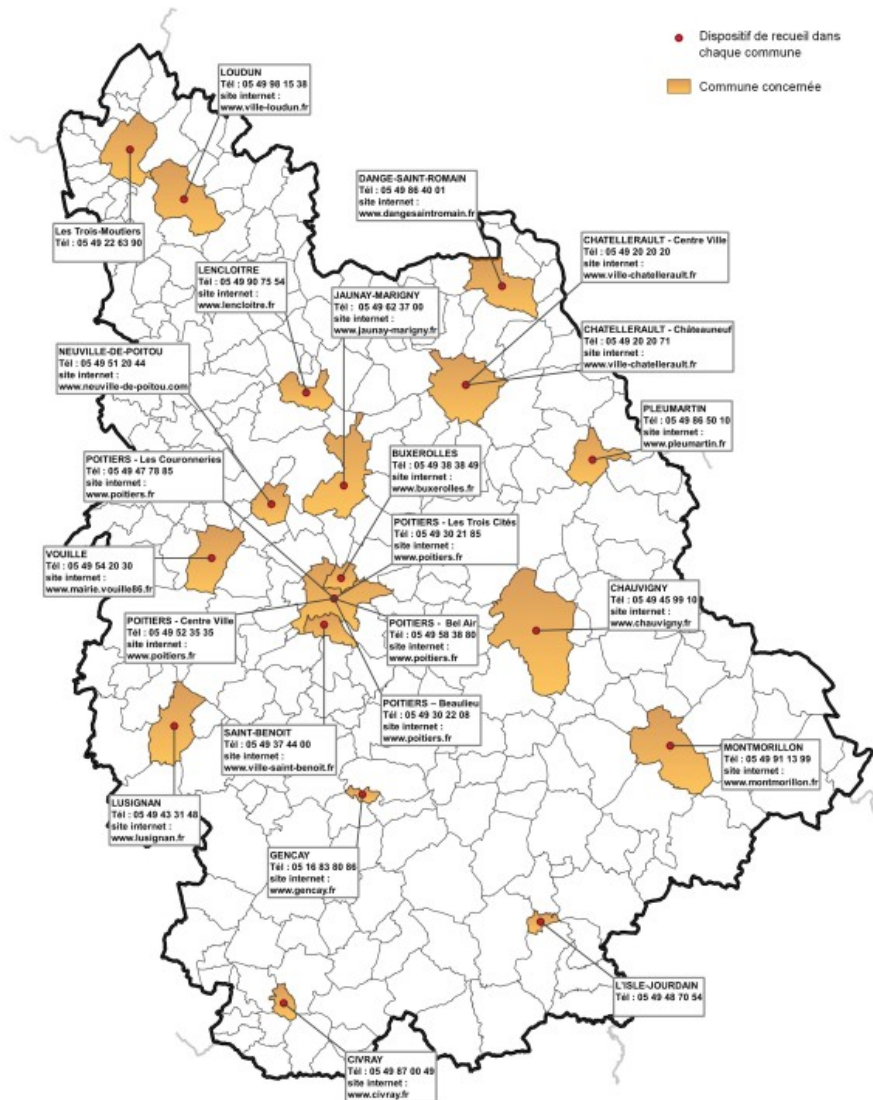 Dispositif de recueil dans
chaque commune
Commune concernée
LOUDUN
Tél : 05 49 98 15 38
site internet :
www.ville-loudun.fr
DANGE-SAINT-ROMAIN
Tél : 05 49 86 40 01
site internet :
www.dangesaintromain.fr
Les Trois-Moutiers
Tél : 05 49 22 63 90
CHATELLERAULT - Centre Ville
Tél : 05 49 20 20 20
site internet :
www.ville-chatellerault.fr
LENCLOITRE
Tél : 05 49 90 75 54
site internet :
www.lencloitre.fr
JAUNAY-MARIGNY
Tél : 05 49 62 37 00
site internet :
www.jaunay-marigny.fr
CHATELLERAULT - Châteauneuf
Tél : 05 49 20 20 71
site internet :
www.ville-chatellerault.fr
NEUVILLE-DE-POITOU
Tél : 05 49 51 20 44
site internet :
www.neuville-de-poitou.com
PLEUMARTIN
Tél : 05 49 86 50 10
site internet :
www.pleumartin.fr
POITIERS - Les Couronneries
Tél : 05 49 47 78 85
site internet :
www.poitiers.fr
BUXEROLLES
Tél : 05 49 38 38 49
site internet :
www.buxerolles.fr
POITIERS - Les Trois Cités
Tél : 05 49 30 21 85
site internet :
www.poitiers.fr
VOUILLE
Tél : 05 49 54 20 30
site internet :
www.mairie.vouille86.fr
CHAUVIGNY
Tél : 05 49 45 99 10
site internet :
www.chauvigny.fr
POITIERS - Centre Ville
Tél : 05 49 52 35 35
site internet :
www.poitiers.fr
POITIERS - Bel Air
Tél : 05 49 58 38 80
site internet :
www.poitiers.fr
POITIERS – Beaulieu
Tél : 05 49 30 22 08
site internet :
www.poitiers.fr
SAINT-BENOIT
Tél : 05 49 37 44 00
site internet :
www.ville-saint-benoit.fr
MONTMORILLON
Tél : 05 49 91 13 99
site internet :
www.montmorillon.fr
LUSIGNAN
Tél : 05 49 43 31 48
site internet :
www.lusignan.fr
GENCAY
Tél : 05 16 83 80 86
site internet :
www.gencay.fr
L'ISLE-JOURDAIN
Tél : 05 49 48 70 54
CIVRAY
Tél : 05 49 87 00 49
site internet :
www.civray.fr